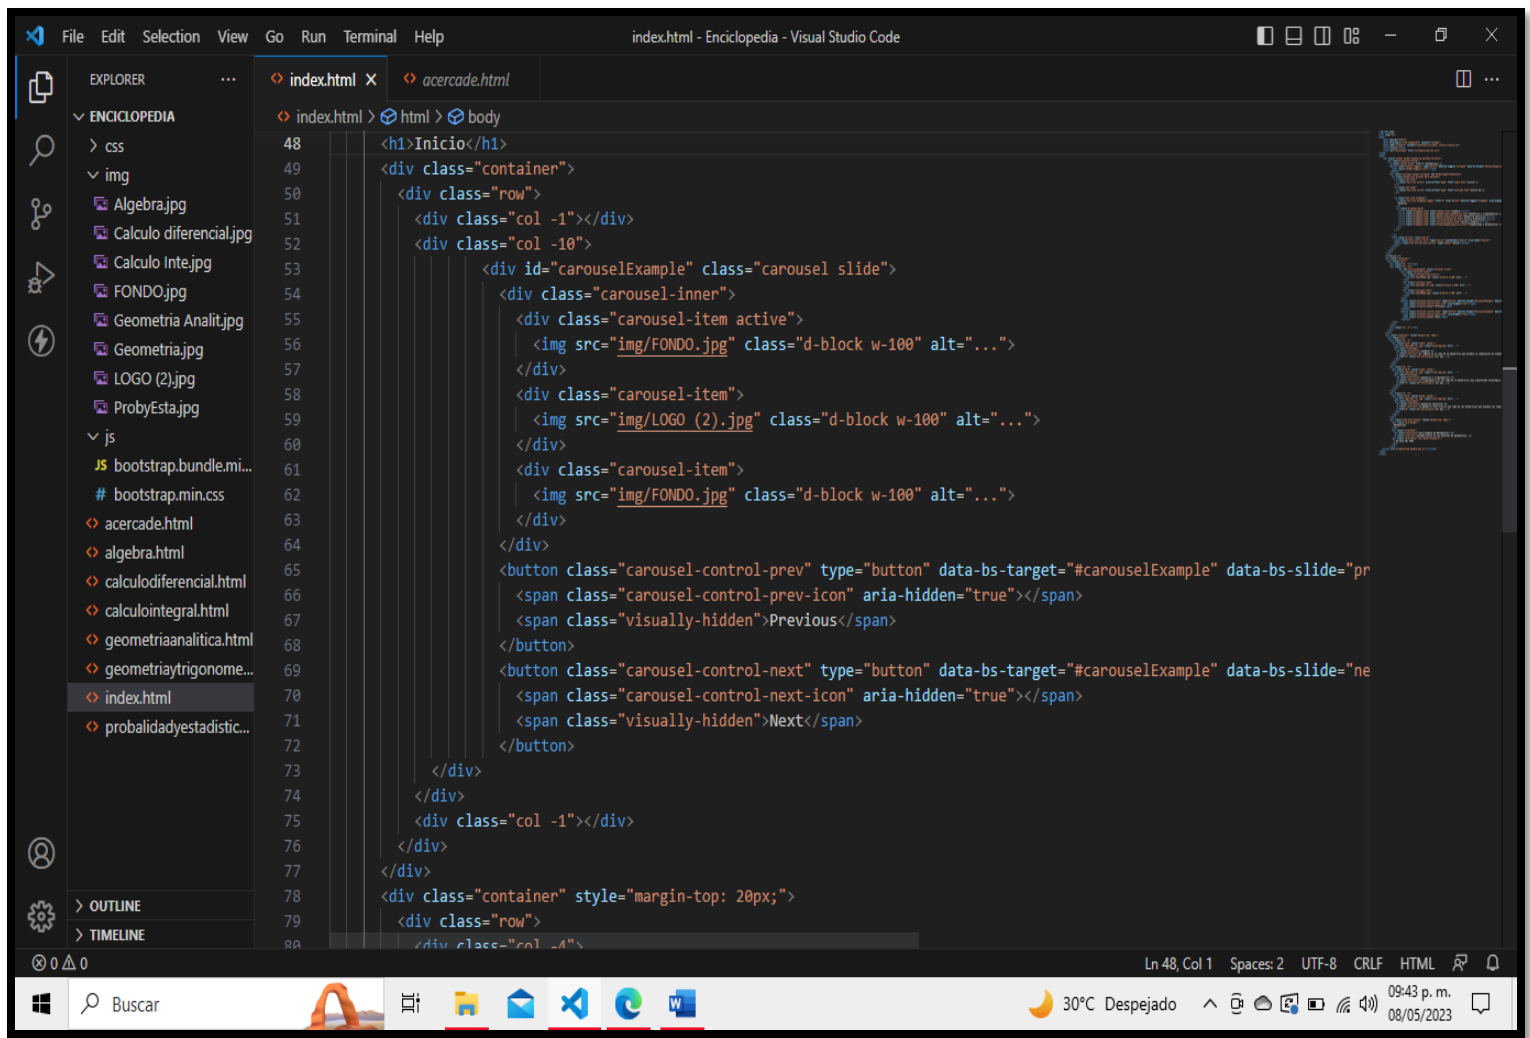 File Edit Selection View Go Run Terminal Help
index.html - Enciclopedia - Visual Studio Code
EXPLORER ...
index.html
acercade.html
ENCICLOPEDIA
index.html > html > body
css
img
Algebra.jpg
Calculo diferencial.jpg
Calculo Inte.jpg
FONDO.jpg
Geometria Analit.jpg
Geometria.jpg
LOGO (2).jpg
ProbyEsta.jpg
js
JS bootstrap.bundle.mi...
# bootstrap.min.css
acercade.html
algebra.html
calculodiferencial.html
calculointegral.html
geometriaanalitica.html
geometriaytrigonome...
index.html
probalidadyestadistic...
OUTLINE
TIMELINE
48 <h1>Inicio</h1>
49 <div class="container">
50 <div class="row">
51 <div class="col -1"></div>
52 <div class="col -10">
53 <div id="carouselExample" class="carousel slide">
54 <div class="carousel-inner">
55 <div class="carousel-item active">
56 <img src="img/FONDO.jpg" class="d-block w-100" alt="...">
57 </div>
58 <div class="carousel-item">
59 <img src="img/LOGO (2).jpg" class="d-block w-100" alt="...">
60 </div>
61 <div class="carousel-item">
62 <img src="img/FONDO.jpg" class="d-block w-100" alt="...">
63 </div>
64 </div>
65 <button class="carousel-control-prev" type="button" data-bs-target="#carouselExample" data-bs-slide="pr
66 <span class="carousel-control-prev-icon" aria-hidden="true"></span>
67 <span class="visually-hidden">Previous</span>
68 </button>
69 <button class="carousel-control-next" type="button" data-bs-target="#carouselExample" data-bs-slide="ne
70 <span class="carousel-control-next-icon" aria-hidden="true"></span>
71 <span class="visually-hidden">Next</span>
72 </button>
73 </div>
74 </div>
75 <div class="col -1"></div>
76 </div>
77 </div>
78 <div class="container" style="margin-top: 20px;">
79 <div class="row">
80 <div class="col -4">
0 0
Ln 48, Col 1 Spaces: 2 UTF-8 CRLF HTML
Buscar
30°C Despejado
09:43 p. m.
08/05/2023